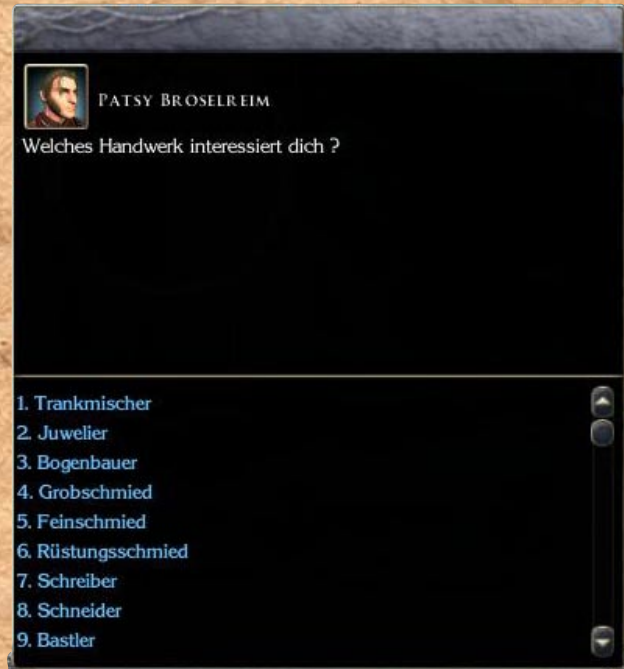 Patsy Broselreim
Welches Handwerk interessiert dich ?
1. Trankmischer
2. Juwelier
3. Bogenbauer
4. Grobschmied
5. Feinschmied
6. Rüstungsschmied
7. Schreiber
8. Schneider
9. Bastler